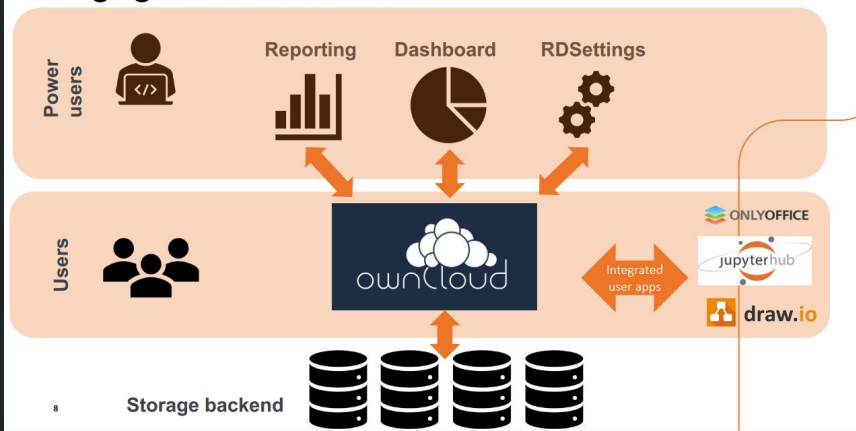 Power
users
</>
Reporting
Dashboard
RDSettings
Users
ownCloud
Integrated
user apps
ONLYOFFICE
jupyterhub
draw.io
8
Storage backend